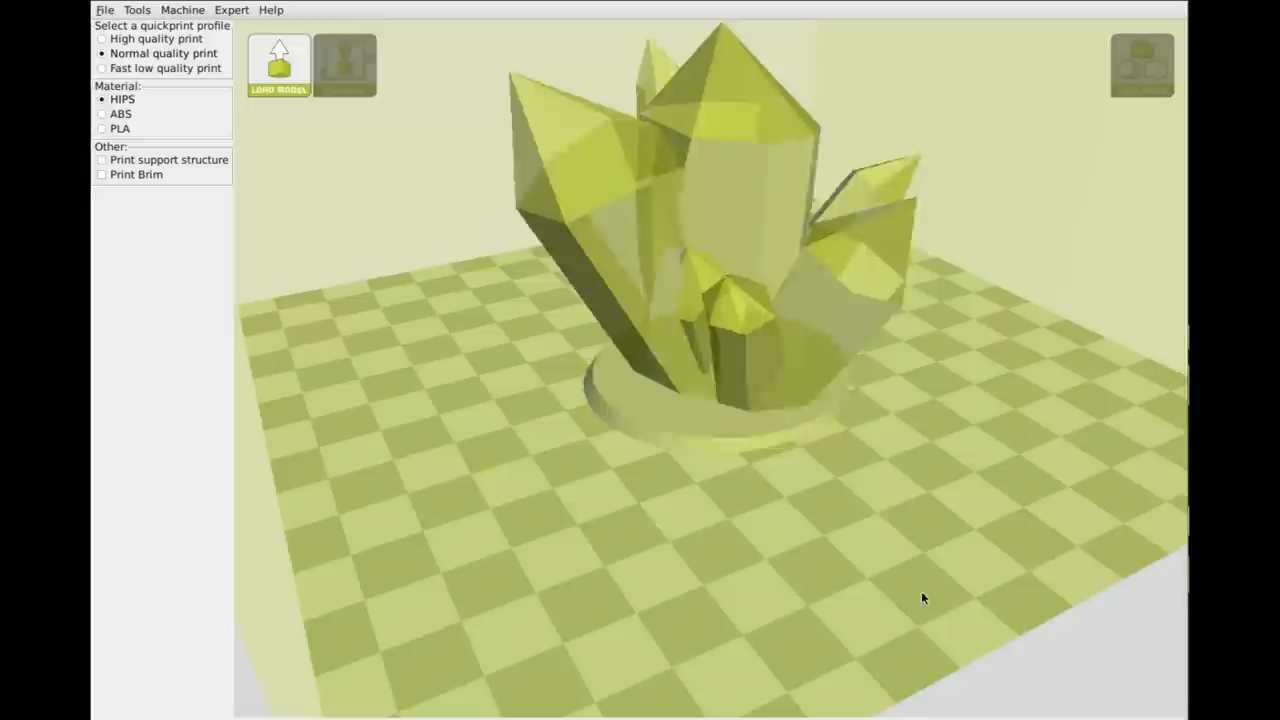 File Tools Machine Expert Help
Select a quickprint profile
High quality print
Normal quality print
Fast low quality print
Material:
HIPS
ABS
PLA
Other:
Print support structure
Print Brim
LOAD MODEL